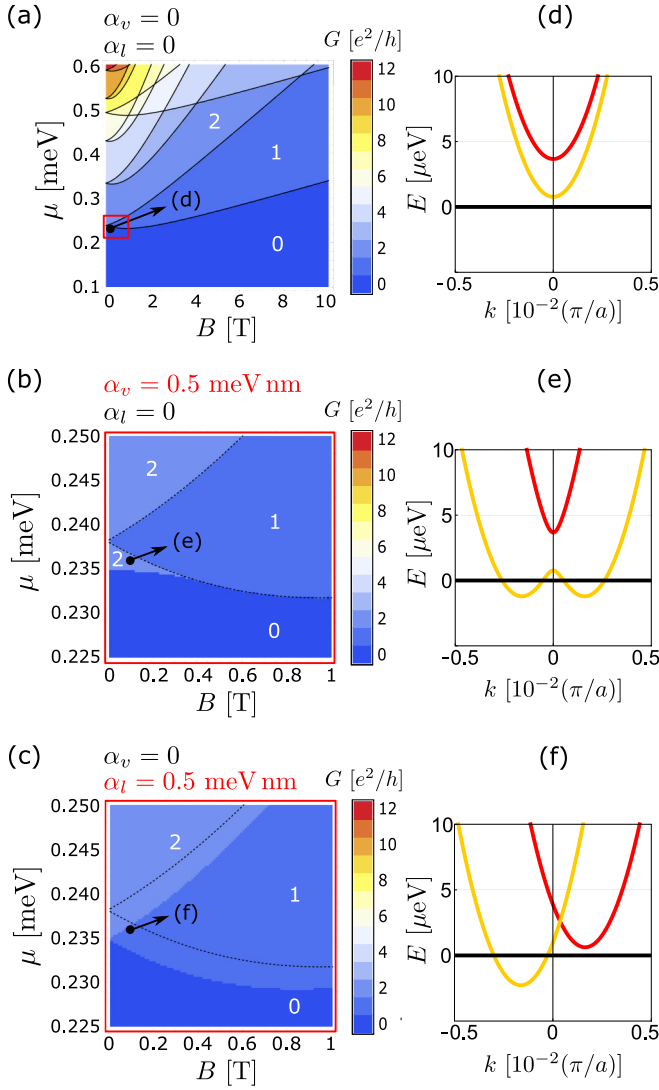 (a)
α_v = 0
α_l = 0
G [e²/h]
0.6
0.5
0.4
0.3
0.2
0.1
μ [meV]
2
1
0
(d)
0 2 4 6 8 10
B [T]
12
10
8
6
4
2
0
(d)
10
5
0
E [μeV]
-0.5 0 0.5
k [10⁻²(π/a)]
(b)
α_v = 0.5 meV nm
α_l = 0
G [e²/h]
0.250
0.245
0.240
0.235
0.230
0.225
μ [meV]
2
1
2
(e)
0
0 0.2 0.4 0.6 0.8 1
B [T]
12
10
8
6
4
2
0
(e)
10
5
0
E [μeV]
-0.5 0 0.5
k [10⁻²(π/a)]
(c)
α_v = 0
α_l = 0.5 meV nm
G [e²/h]
0.250
0.245
0.240
0.235
0.230
0.225
μ [meV]
2
1
(f)
0
0 0.2 0.4 0.6 0.8 1
B [T]
12
10
8
6
4
2
0
(f)
10
5
0
E [μeV]
-0.5 0 0.5
k [10⁻²(π/a)]